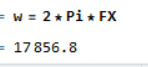 = w = 2*Pi*FX
= 17856.8